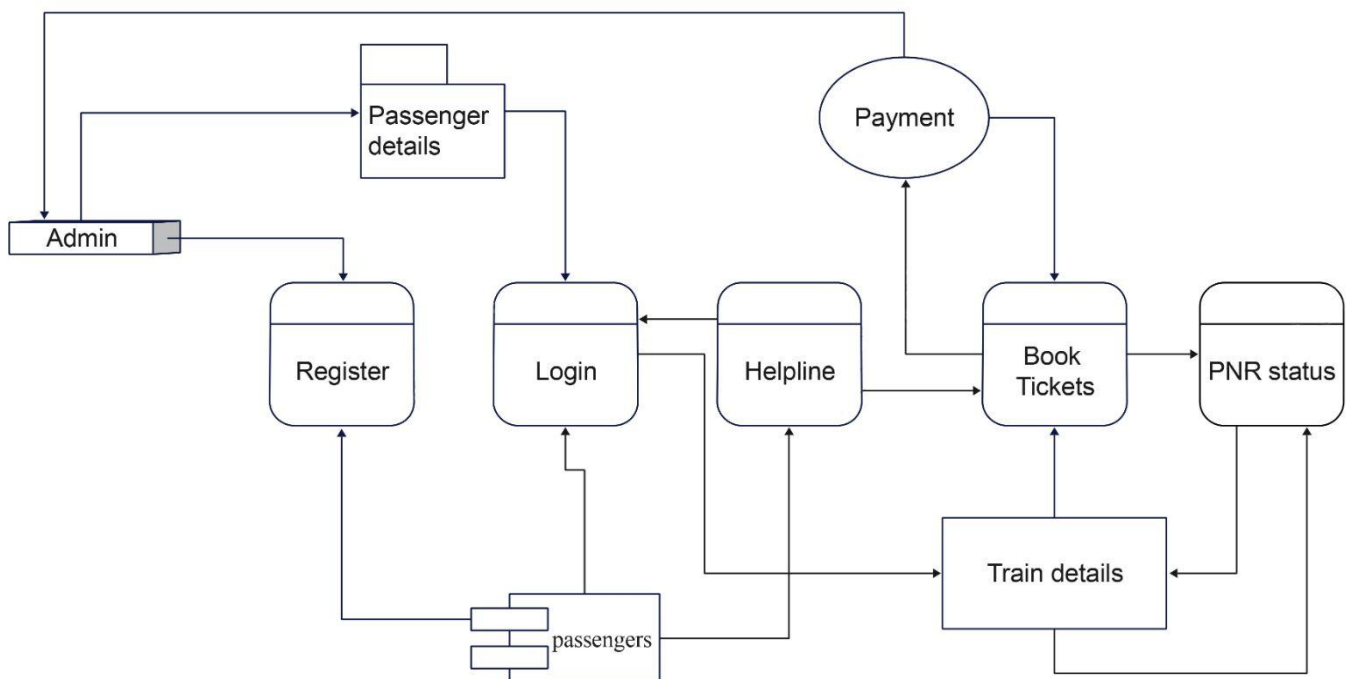 Passenger
details
Payment
Admin
Register
Login
Helpline
Book
Tickets
PNR status
Train details
passengers